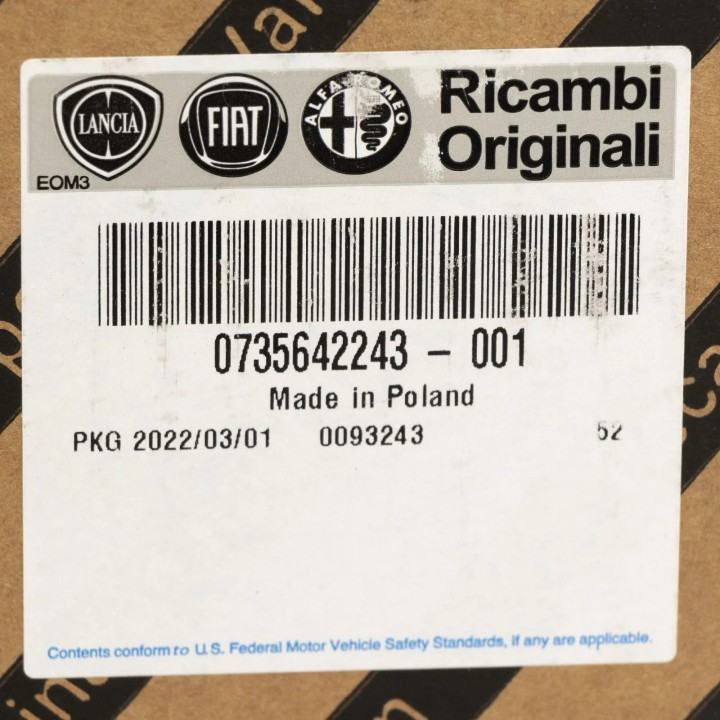 LANCIA FIAT ALFA ROMEO Ricambi
Originali
EOM3
0735642243 - 001
Made in Poland
PKG 2022/03/01 0093243 52
Contents conform to U.S. Federal Motor Vehicle Safety Standards, if any are applicable.